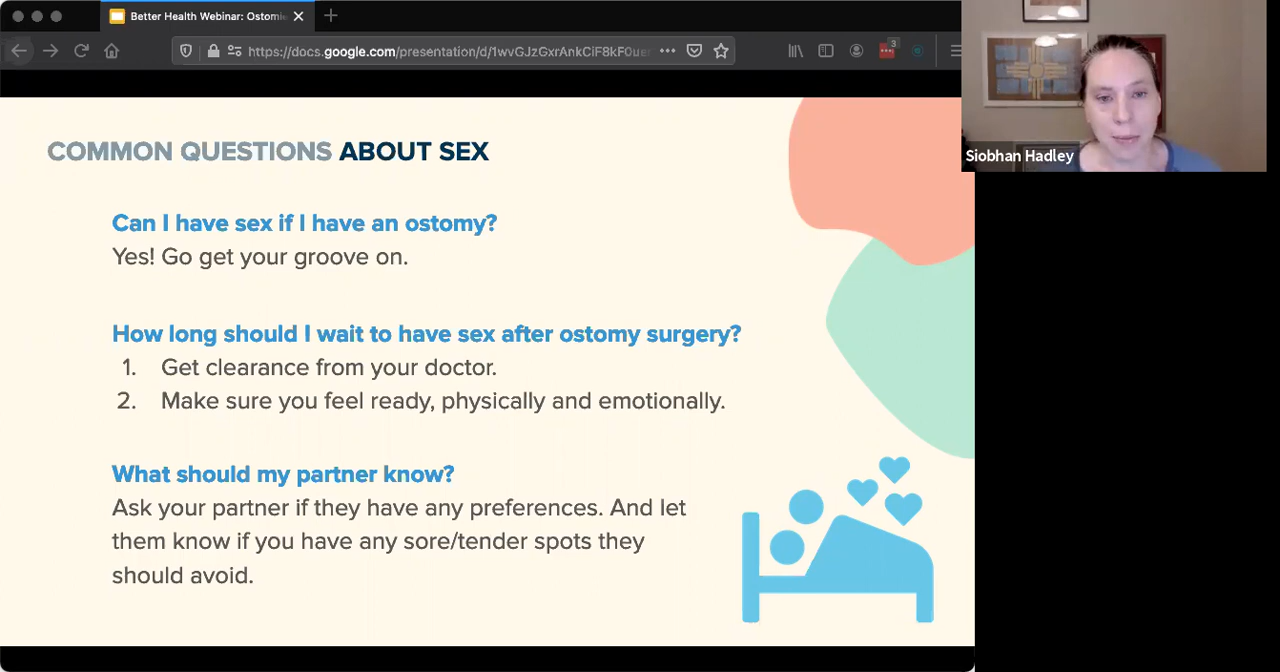 Better Health Webinar: Ostomi
https://docs.google.com/presentation/d/1wvGJzGxrAnkCiF8kF0uer
3
COMMON QUESTIONS ABOUT SEX
Siobhan Hadley
Can I have sex if I have an ostomy?
Yes! Go get your groove on.
How long should I wait to have sex after ostomy surgery?
1. Get clearance from your doctor.
2. Make sure you feel ready, physically and emotionally.
What should my partner know?
Ask your partner if they have any preferences. And let
them know if you have any sore/tender spots they
should avoid.